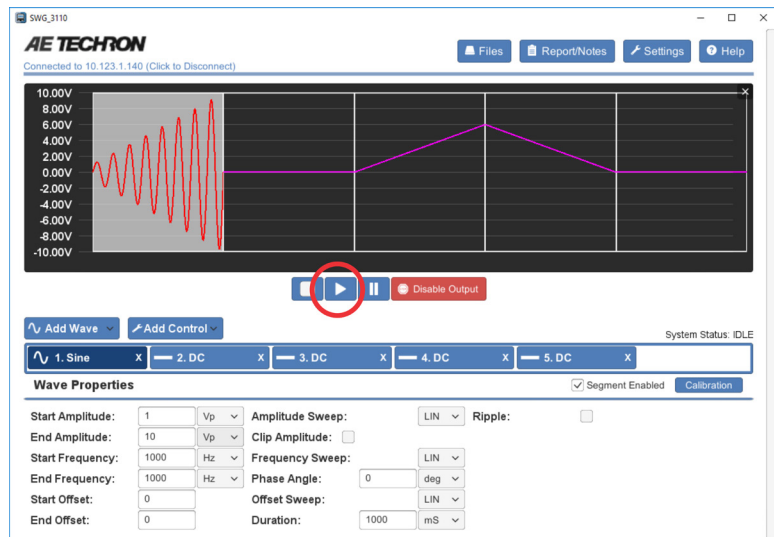 SWG_3110
AE TECHRON
Files Report/Notes Settings Help
Connected to 10.123.1.140 (Click to Disconnect)
10.00V
8.00V
6.00V
4.00V
2.00V
0.00V
-2.00V
-4.00V
-6.00V
-8.00V
-10.00V
Disable Output
Add Wave Add Control
System Status: IDLE
1. Sine X 2. DC X 3. DC X 4. DC X 5. DC X
Wave Properties Segment Enabled Calibration
Start Amplitude: 1 Vp Amplitude Sweep: LIN Ripple:
End Amplitude: 10 Vp Clip Amplitude:
Start Frequency: 1000 Hz Frequency Sweep: LIN
End Frequency: 1000 Hz Phase Angle: 0 deg
Start Offset: 0 Offset Sweep: LIN
End Offset: 0 Duration: 1000 mS